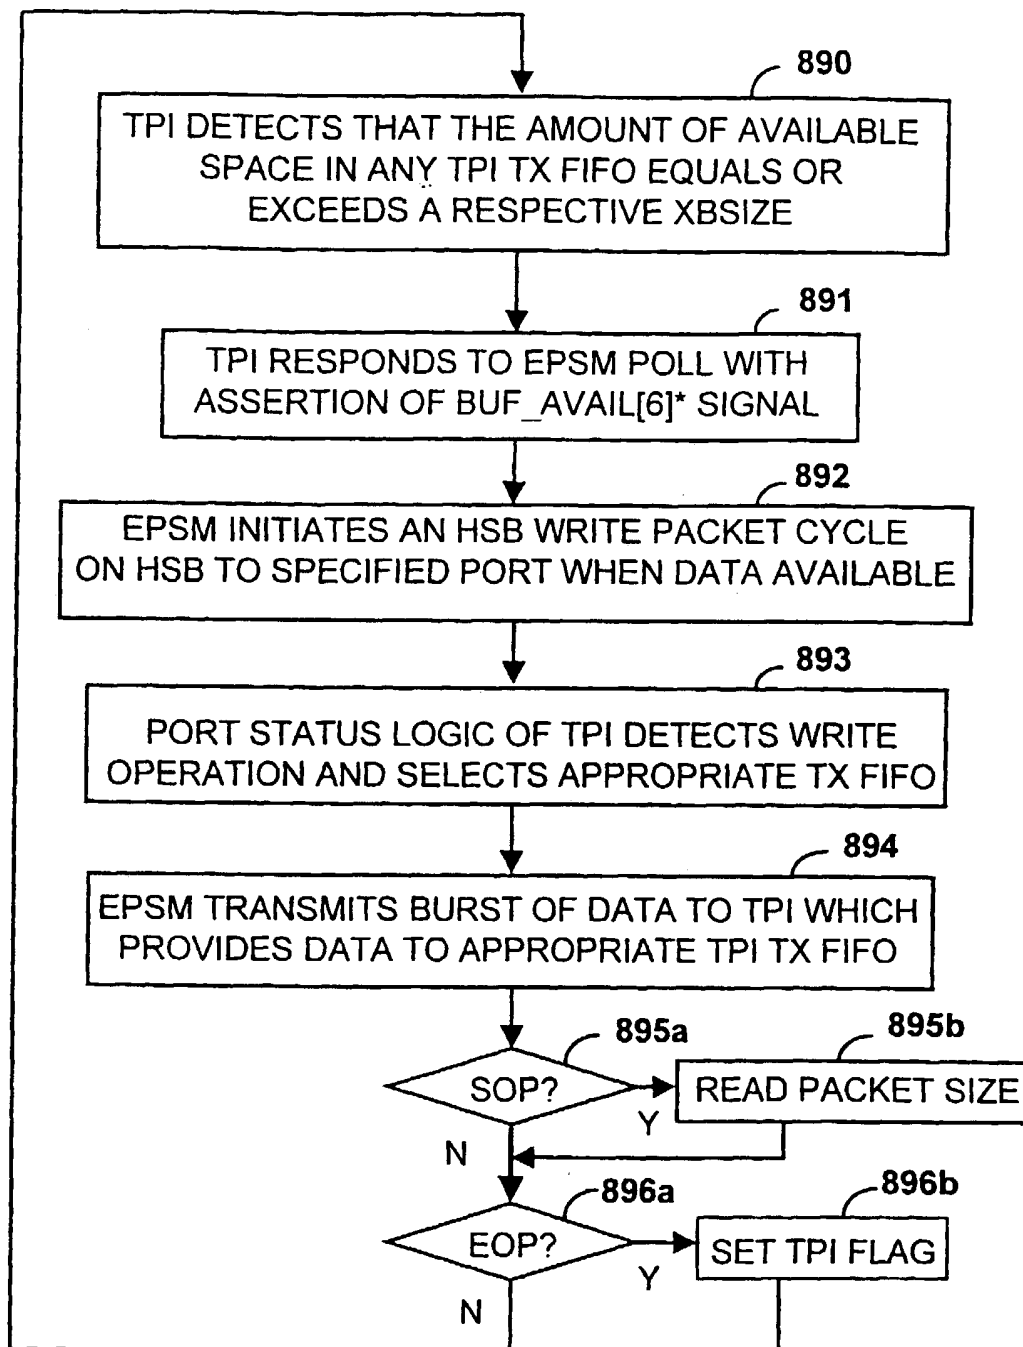 890
TPI DETECTS THAT THE AMOUNT OF AVAILABLE
SPACE IN ANY TPI TX FIFO EQUALS OR
EXCEEDS A RESPECTIVE XBSIZE
891
TPI RESPONDS TO EPSM POLL WITH
ASSERTION OF BUF_AVAIL[6]* SIGNAL
892
EPSM INITIATES AN HSB WRITE PACKET CYCLE
ON HSB TO SPECIFIED PORT WHEN DATA AVAILABLE
893
PORT STATUS LOGIC OF TPI DETECTS WRITE
OPERATION AND SELECTS APPROPRIATE TX FIFO
894
EPSM TRANSMITS BURST OF DATA TO TPI WHICH
PROVIDES DATA TO APPROPRIATE TPI TX FIFO
895a
895b
SOP?
READ PACKET SIZE
Y
N
896a
896b
EOP?
SET TPI FLAG
Y
N